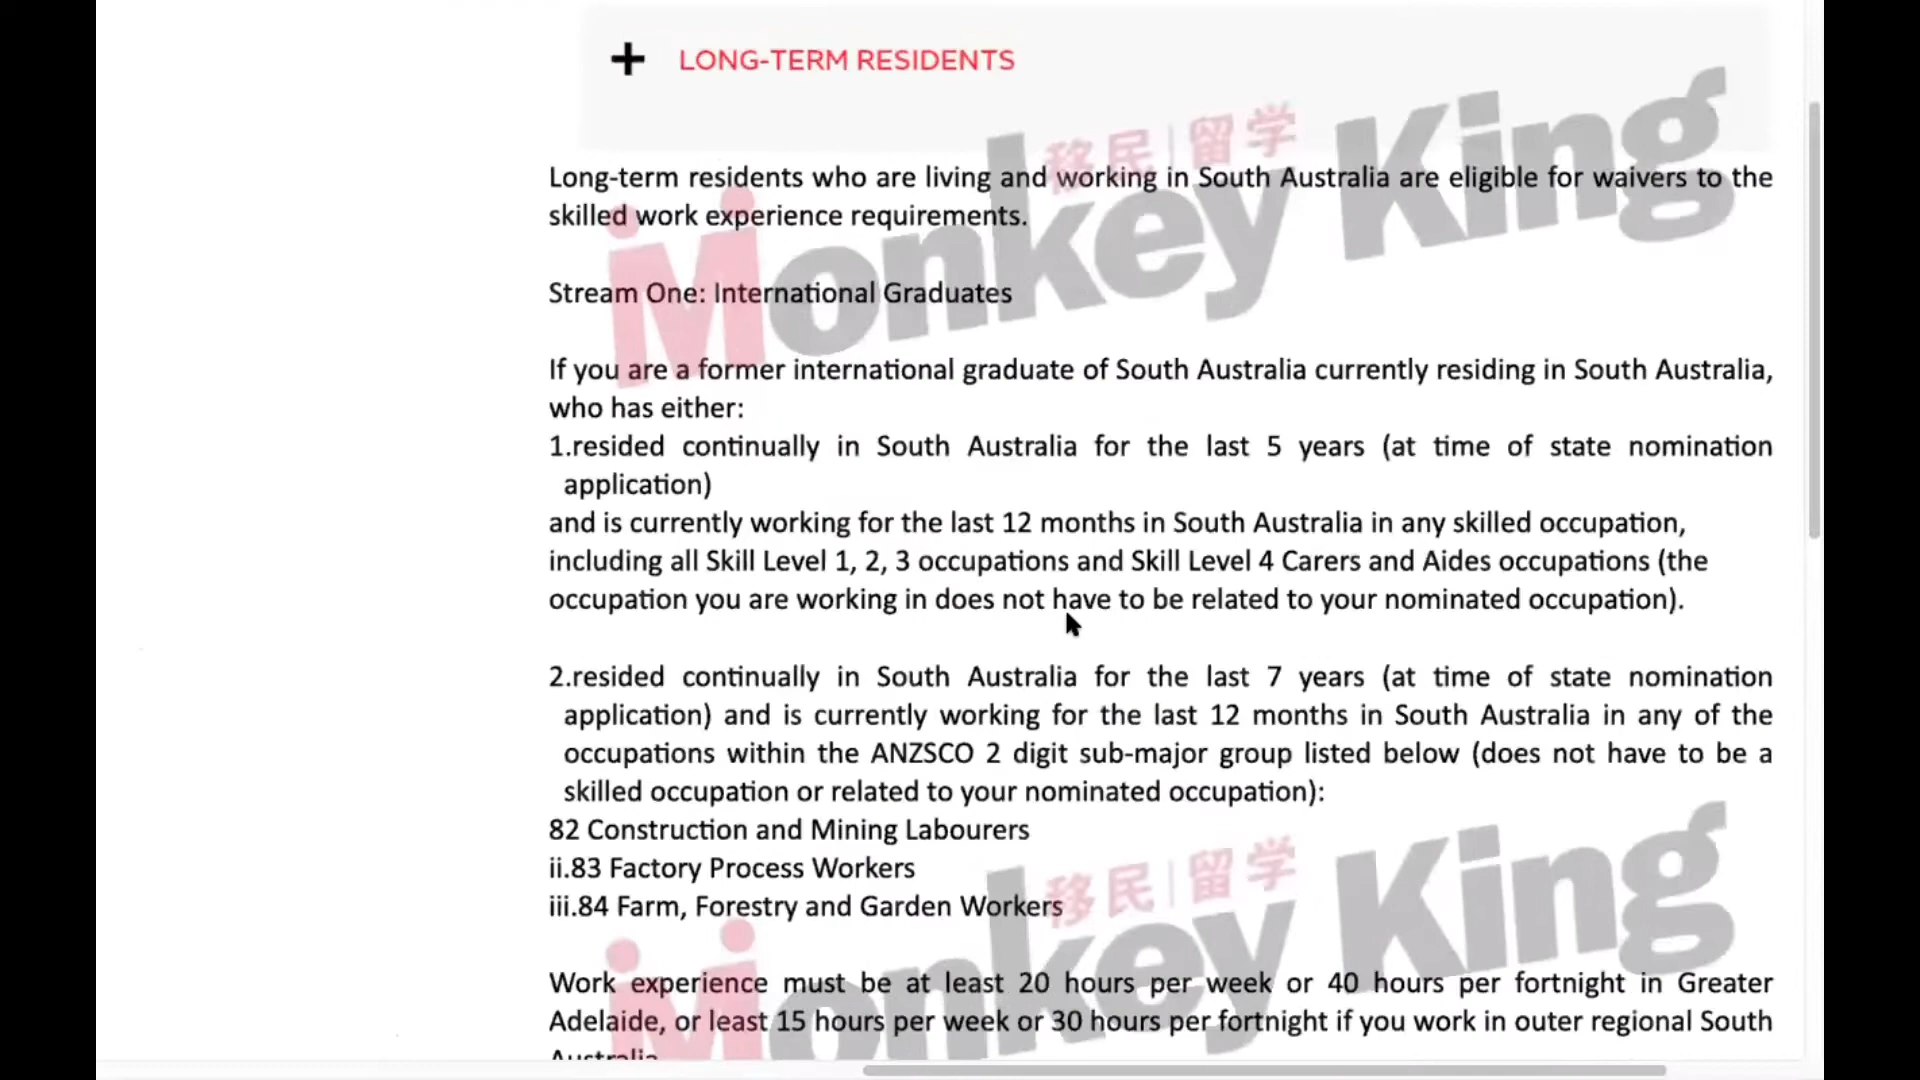 LONG-TERM RESIDENTS
移民|留学
Monkey King
Long-term residents who are living and working in South Australia are eligible for waivers to the
skilled work experience requirements.
Stream One: International Graduates
If you are a former international graduate of South Australia currently residing in South Australia,
who has either:
1.resided continually in South Australia for the last 5 years (at time of state nomination
application)
and is currently working for the last 12 months in South Australia in any skilled occupation,
including all Skill Level 1, 2, 3 occupations and Skill Level 4 Carers and Aides occupations (the
occupation you are working in does not have to be related to your nominated occupation).
2.resided continually in South Australia for the last 7 years (at time of state nomination
application) and is currently working for the last 12 months in South Australia in any of the
occupations within the ANZSCO 2 digit sub-major group listed below (does not have to be a
skilled occupation or related to your nominated occupation):
82 Construction and Mining Labourers
ii.83 Factory Process Workers
iii.84 Farm, Forestry and Garden Workers
移民|留学
Monkey King
Work experience must be at least 20 hours per week or 40 hours per fortnight in Greater
Adelaide, or least 15 hours per week or 30 hours per fortnight if you work in outer regional South
Australia